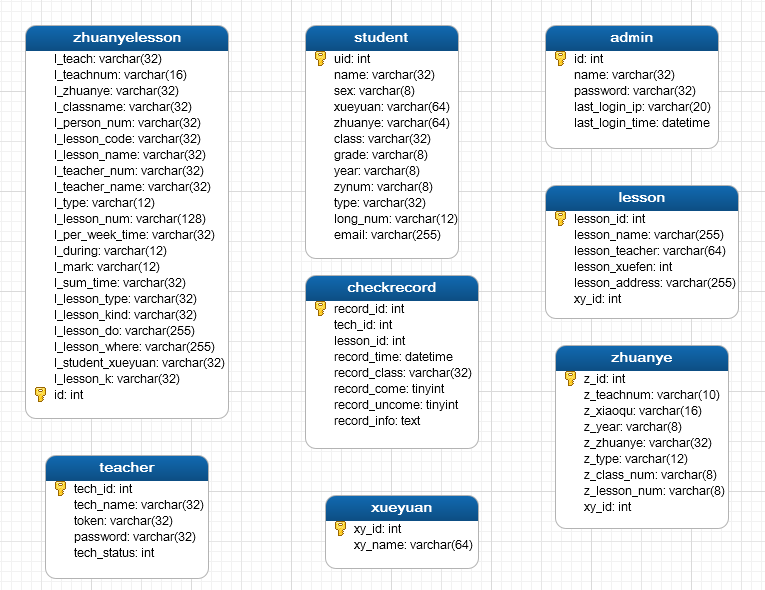 zhuanyelesson
l_teach: varchar(32)
l_teachnum: varchar(16)
l_zhuanye: varchar(32)
l_classname: varchar(32)
l_person_num: varchar(32)
l_lesson_code: varchar(32)
l_lesson_name: varchar(32)
l_teacher_num: varchar(32)
l_teacher_name: varchar(32)
l_type: varchar(12)
l_lesson_num: varchar(128)
l_per_week_time: varchar(32)
l_during: varchar(12)
l_mark: varchar(12)
l_sum_time: varchar(32)
l_lesson_type: varchar(32)
l_lesson_kind: varchar(32)
l_lesson_do: varchar(255)
l_lesson_where: varchar(255)
l_student_xueyuan: varchar(32)
l_lesson_k: varchar(32)
id: int
teacher
tech_id: int
tech_name: varchar(32)
token: varchar(32)
password: varchar(32)
tech_status: int
student
uid: int
name: varchar(32)
sex: varchar(8)
xueyuan: varchar(64)
zhuanye: varchar(64)
class: varchar(32)
grade: varchar(8)
year: varchar(8)
zynum: varchar(8)
type: varchar(32)
long_num: varchar(12)
email: varchar(255)
checkrecord
record_id: int
tech_id: int
lesson_id: int
record_time: datetime
record_class: varchar(32)
record_come: tinyint
record_uncome: tinyint
record_info: text
xueyuan
xy_id: int
xy_name: varchar(64)
admin
id: int
name: varchar(32)
password: varchar(32)
last_login_ip: varchar(20)
last_login_time: datetime
lesson
lesson_id: int
lesson_name: varchar(255)
lesson_teacher: varchar(64)
lesson_xuefen: int
lesson_address: varchar(255)
xy_id: int
zhuanye
z_id: int
z_teachnum: varchar(10)
z_xiaoqu: varchar(16)
z_year: varchar(8)
z_zhuanye: varchar(32)
z_type: varchar(12)
z_class_num: varchar(8)
z_lesson_num: varchar(8)
xy_id: int